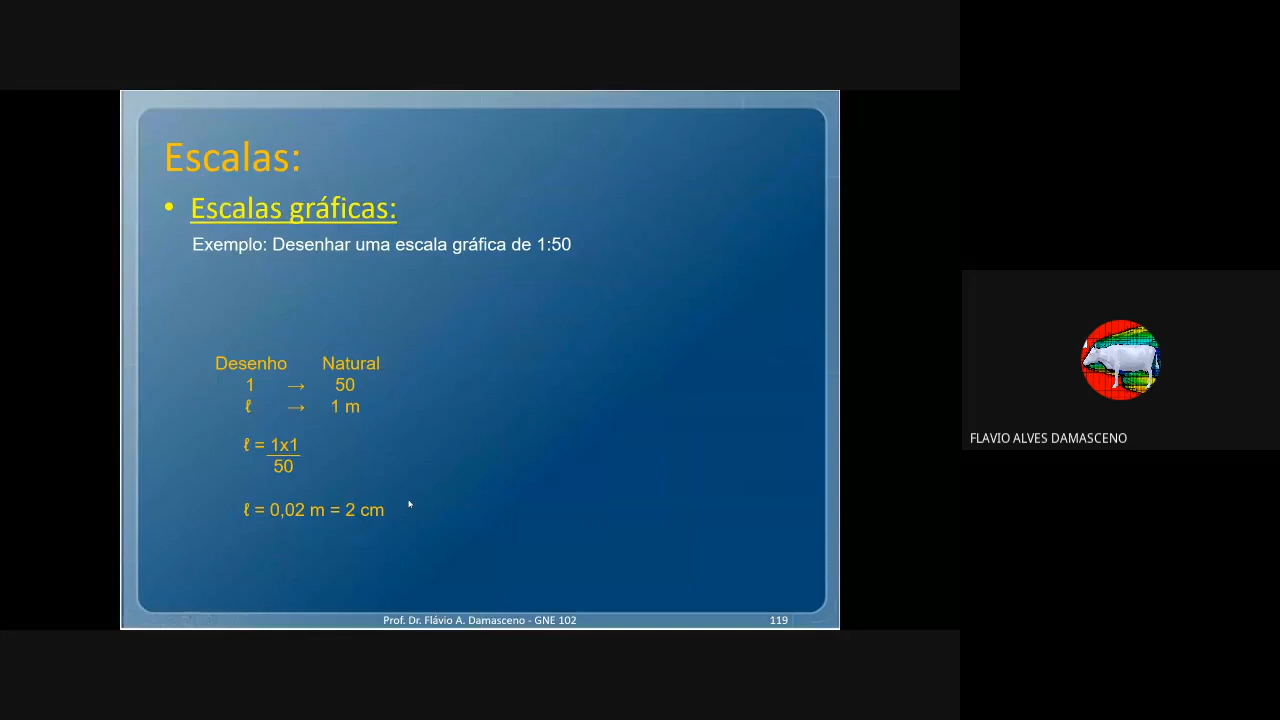 Escalas:
• Escalas gráficas:
Exemplo: Desenhar uma escala gráfica de 1:50
Desenho Natural
1 → 50
ℓ → 1 m
ℓ = 1x1
50
ℓ = 0,02 m = 2 cm
Prof. Dr. Flávio A. Damasceno - GNE 102 119
FLAVIO ALVES DAMASCENO